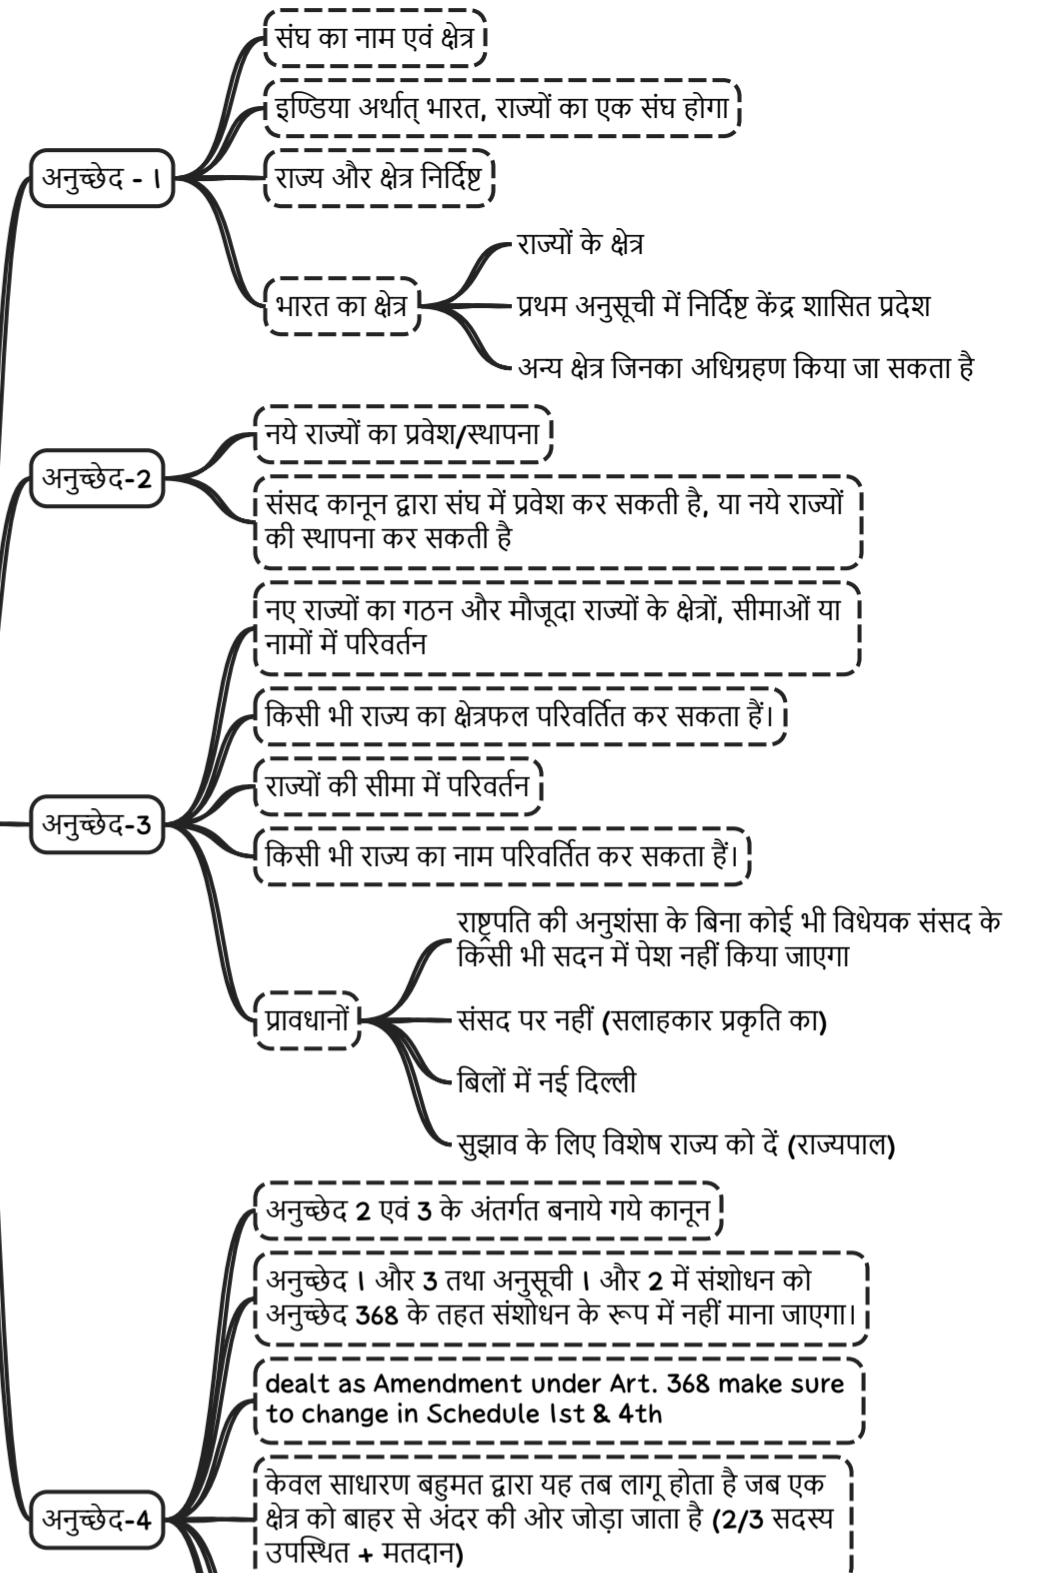 संघ का नाम एवं क्षेत्र
इण्डिया अर्थात् भारत, राज्यों का एक संघ होगा
अनुच्छेद - 1
राज्य और क्षेत्र निर्दिष्ट
राज्यों के क्षेत्र
भारत का क्षेत्र
प्रथम अनुसूची में निर्दिष्ट केंद्र शासित प्रदेश
अन्य क्षेत्र जिनका अधिग्रहण किया जा सकता है
नये राज्यों का प्रवेश/स्थापना
अनुच्छेद-2
संसद कानून द्वारा संघ में प्रवेश कर सकती है, या नये राज्यों
की स्थापना कर सकती है
नए राज्यों का गठन और मौजूदा राज्यों के क्षेत्रों, सीमाओं या
नामों में परिवर्तन
किसी भी राज्य का क्षेत्रफल परिवर्तित कर सकता हैं।
राज्यों की सीमा में परिवर्तन
अनुच्छेद-3
किसी भी राज्य का नाम परिवर्तित कर सकता हैं।
राष्ट्रपति की अनुशंसा के बिना कोई भी विधेयक संसद के
किसी भी सदन में पेश नहीं किया जाएगा
प्रावधानों
संसद पर नहीं (सलाहकार प्रकृति का)
बिलों में नई दिल्ली
सुझाव के लिए विशेष राज्य को दें (राज्यपाल)
अनुच्छेद 2 एवं 3 के अंतर्गत बनाये गये कानून
अनुच्छेद 1 और 3 तथा अनुसूची 1 और 2 में संशोधन को
अनुच्छेद 368 के तहत संशोधन के रूप में नहीं माना जाएगा।
dealt as Amendment under Art. 368 make sure
to change in Schedule 1st & 4th
अनुच्छेद-4
केवल साधारण बहुमत द्वारा यह तब लागू होता है जब एक
क्षेत्र को बाहर से अंदर की ओर जोड़ा जाता है (2/3 सदस्य
उपस्थित + मतदान)